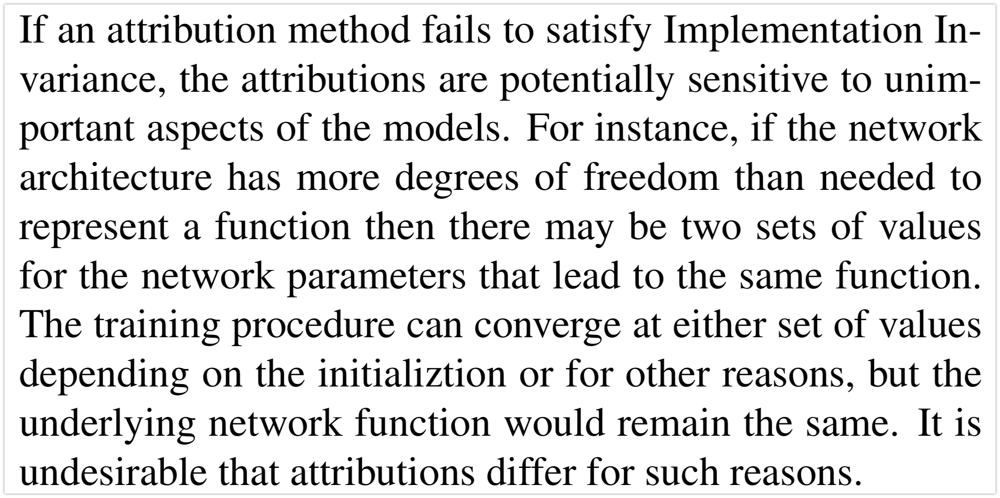 If an attribution method fails to satisfy Implementation In-
variance, the attributions are potentially sensitive to unim-
portant aspects of the models. For instance, if the network
architecture has more degrees of freedom than needed to
represent a function then there may be two sets of values
for the network parameters that lead to the same function.
The training procedure can converge at either set of values
depending on the initializtion or for other reasons, but the
underlying network function would remain the same. It is
undesirable that attributions differ for such reasons.